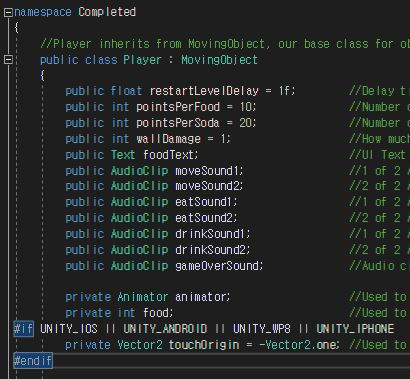 namespace Completed
{
//Player inherits from MovingObject, our base class for
public class Player : MovingObject
{
public float restartLevelDelay = 1f; //Delay
public int pointsPerFood = 10; //Number
public int pointsPerSoda = 20; //Number
public int wallDamage = 1; //How
public Text foodText; //UI Text
public AudioClip moveSound1; //1 of 2
public AudioClip moveSound2; //2 of 2
public AudioClip eatSound1; //1 of 2
public AudioClip eatSound2; //2 of 2
public AudioClip drinkSound1; //1 of 2
public AudioClip drinkSound2; //2 of 2
public AudioClip gameOverSound; //Audio
private Animator animator; //Used to
private int food; //Used to
#if UNITY_IOS || UNITY_ANDROID || UNITY_WP8 || UNITY_IPHONE
private Vector2 touchOrigin = -Vector2.one; //Used to
#endif